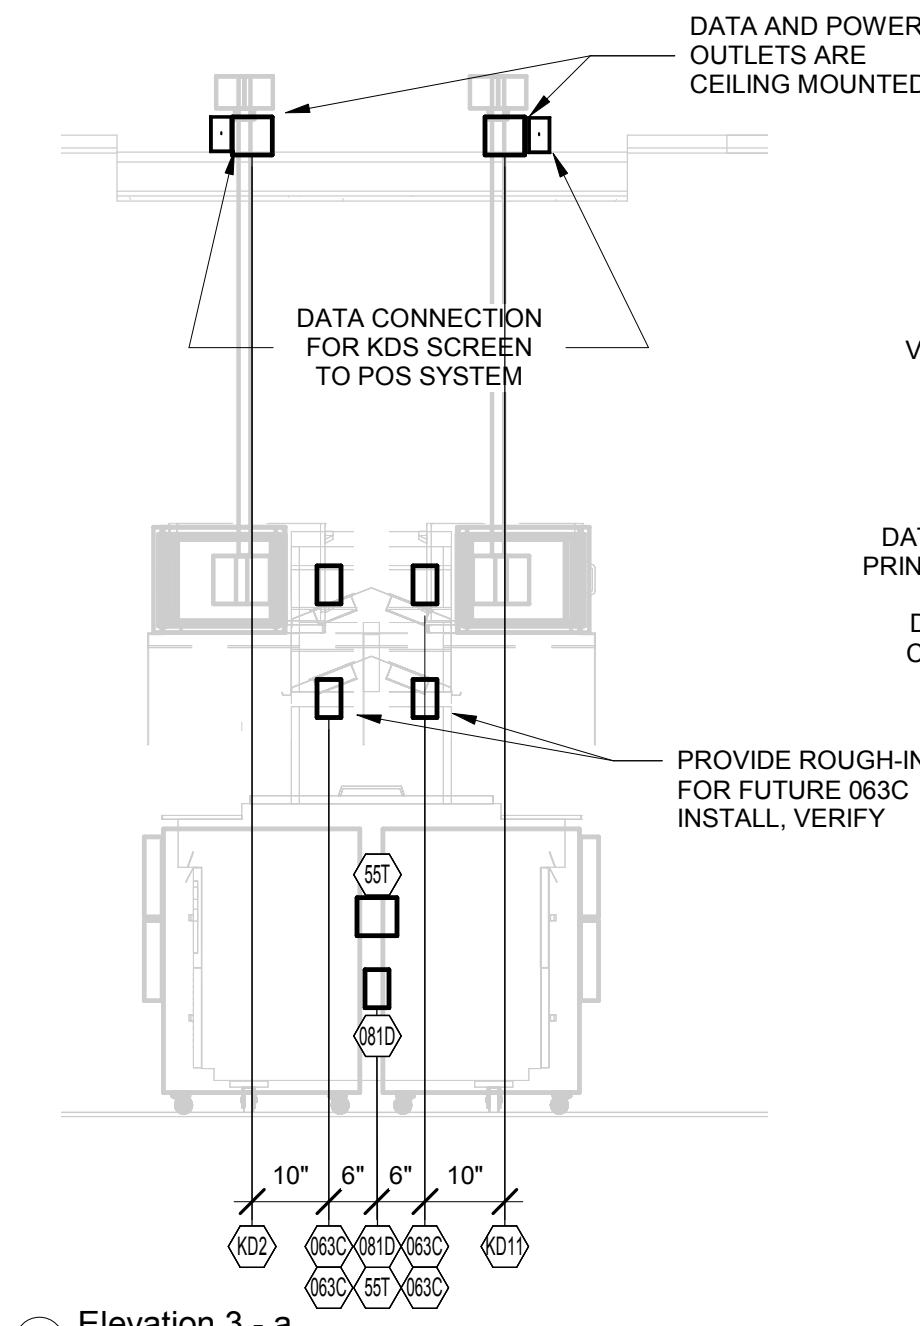 DATA AND POWER
OUTLETS ARE
CEILING MOUNTED
DATA CONNECTION
FOR KDS SCREEN
TO POS SYSTEM
V
DAT
PRIN
D
C
PROVIDE ROUGH-IN
FOR FUTURE 063C
INSTALL, VERIFY
55T
081D
10" 6" 6" 10"
KD2 063C 081D 063C KD11
063C 55T 063C
Elevation 3 - a